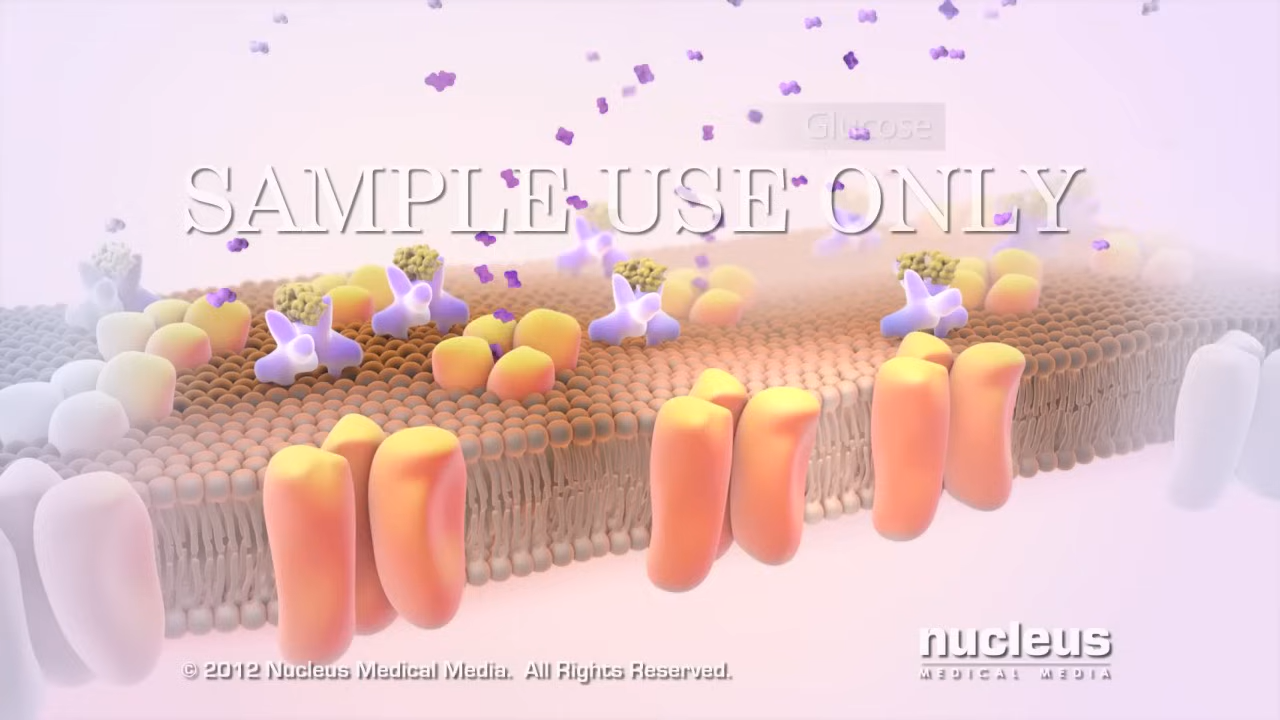 Glucose
SAMPLE USE ONLY
© 2012 Nucleus Medical Media. All Rights Reserved.
nucleus
MEDICAL MEDIA